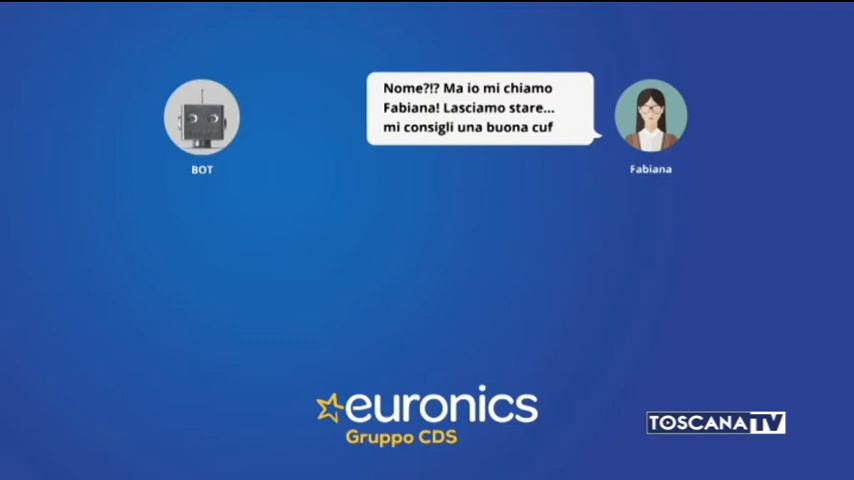 Nome?!? Ma io mi chiamo
Fabiana! Lasciamo stare...
mi consigli una buona cuf
BOT
Fabiana
euronics
Gruppo CDS
TOSCANA TV